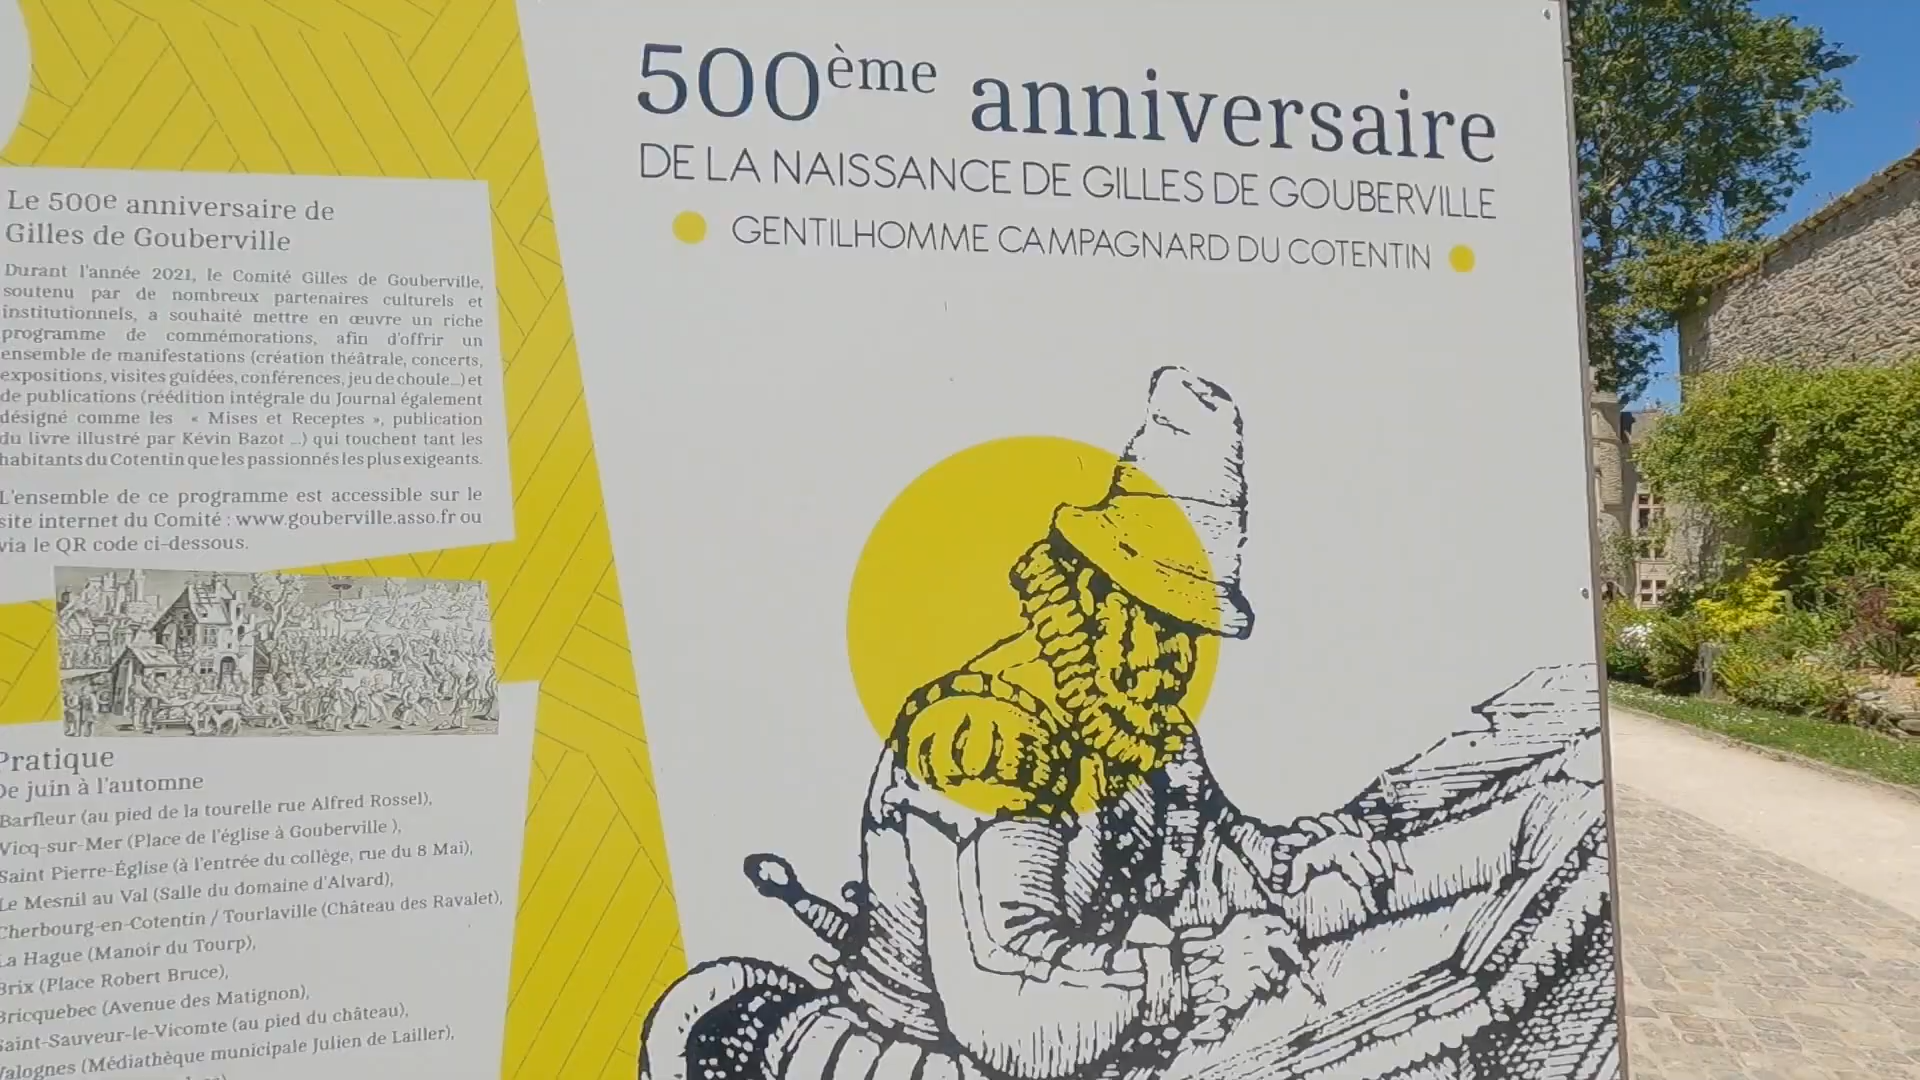 500ème anniversaire
DE LA NAISSANCE DE GILLES DE GOUBERVILLE
GENTILHOMME CAMPAGNARD DU COTENTIN
Le 500e anniversaire de
Gilles de Gouberville
Durant l'année 2021, le Comité Gilles de Gouberville,
soutenu par de nombreux partenaires culturels et
institutionnels, a souhaité mettre en œuvre un riche
programme de commémorations, afin d'offrir un
ensemble de manifestations (création théâtrale, concerts,
expositions, visites guidées, conférences, jeu de choule...) et
de publications (réédition intégrale du Journal également
désigné comme les « Mises et Receptes », publication
du livre illustré par Kévin Bazot ...) qui touchent tant les
habitants du Cotentin que les passionnés les plus exigeants.
L'ensemble de ce programme est accessible sur le
site internet du Comité : www.gouberville.asso.fr ou
via le QR code ci-dessous.
Pratique
De juin à l'automne
Barfleur (au pied de la tourelle rue Alfred Rossel),
Vicq-sur-Mer (Place de l'église à Gouberville ),
Saint Pierre-Église (à l'entrée du collège, rue du 8 Mai),
Le Mesnil au Val (Salle du domaine d'Alvard),
Cherbourg-en-Cotentin / Tourlaville (Château des Ravalet),
La Hague (Manoir du Tourp),
Brix (Place Robert Bruce),
Bricquebec (Avenue des Matignon),
Saint-Sauveur-le-Vicomte (au pied du château),
Valognes (Médiathèque municipale Julien de Lailler),